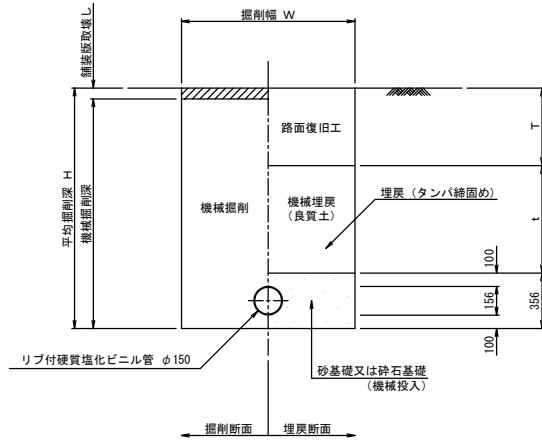 掘削幅 W
舗装版取壊し
路面復旧工
T
平均掘削深 H
機械掘削深
機械掘削
機械埋戻
(良質土)
埋戻（タンパ締固め）
t
100
156
356
100
リブ付硬質塩化ビニル管 φ150
砂基礎又は砕石基礎
(機械投入)
掘削断面
埋戻断面